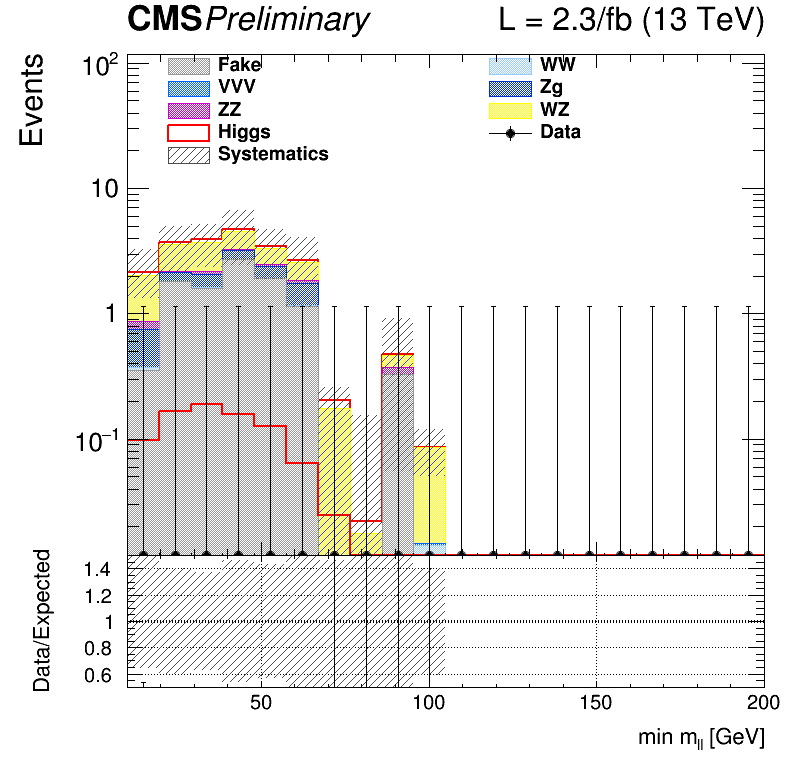 CMS Preliminary L = 2.3/fb (13 TeV)
Events
10²
10
1
10⁻¹
Fake WW
VVV Zg
ZZ WZ
Higgs Data
Systematics
Data/Expected
1.4
1.2
1
0.8
0.6
50 100 150 200
min m_ll [GeV]